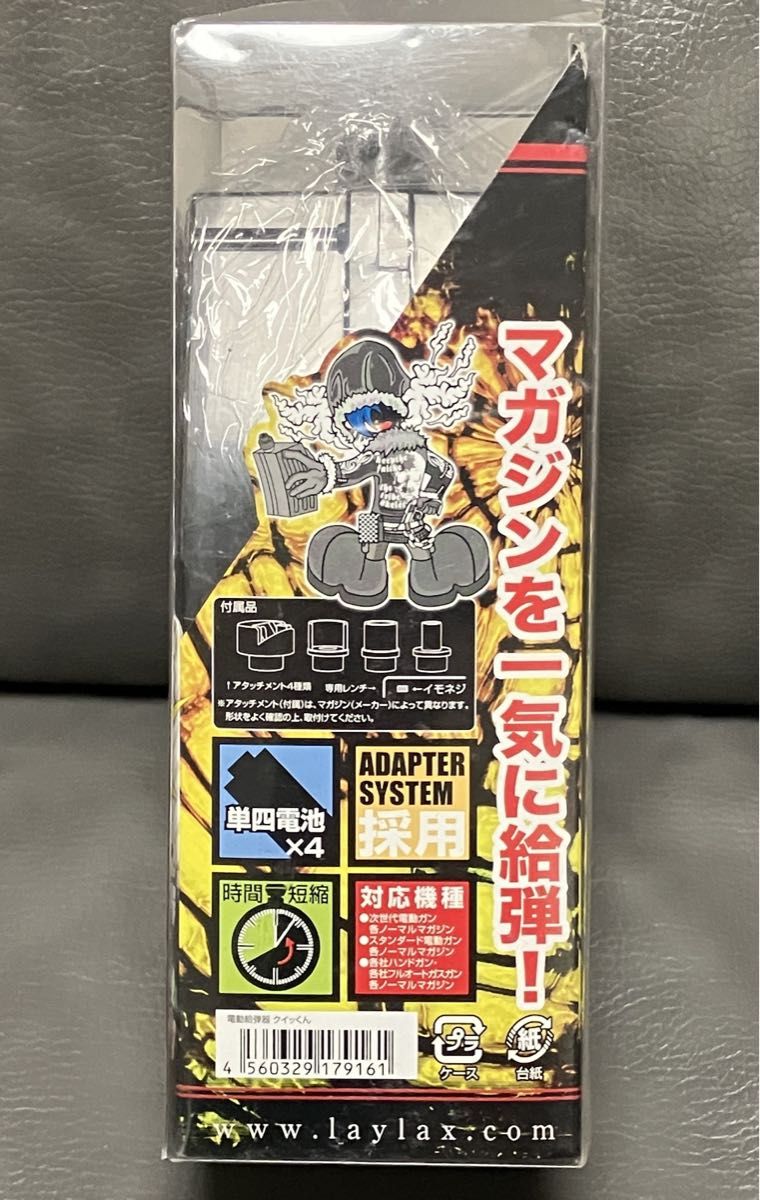 マガジンを一気に給弾!
付属品
↑アタッチメント4種類 専用レンチ→ ←イモネジ
※アタッチメント(付属)は、マガジン(メーカー)によって異なります。
形状をよく確認の上、取付けてください。
単四電池
×4
ADAPTER
SYSTEM
採用
時間短縮
対応機種
●次世代電動ガン
各ノーマルマガジン
●スタンダード電動ガン
各ノーマルマガジン
●各社ハンドガン・
各社フルオートガスガン
各ノーマルマガジン
電動給弾器 クイッくん
4 560329 179161
プラ
ケース
紙
台紙
www.laylax.com